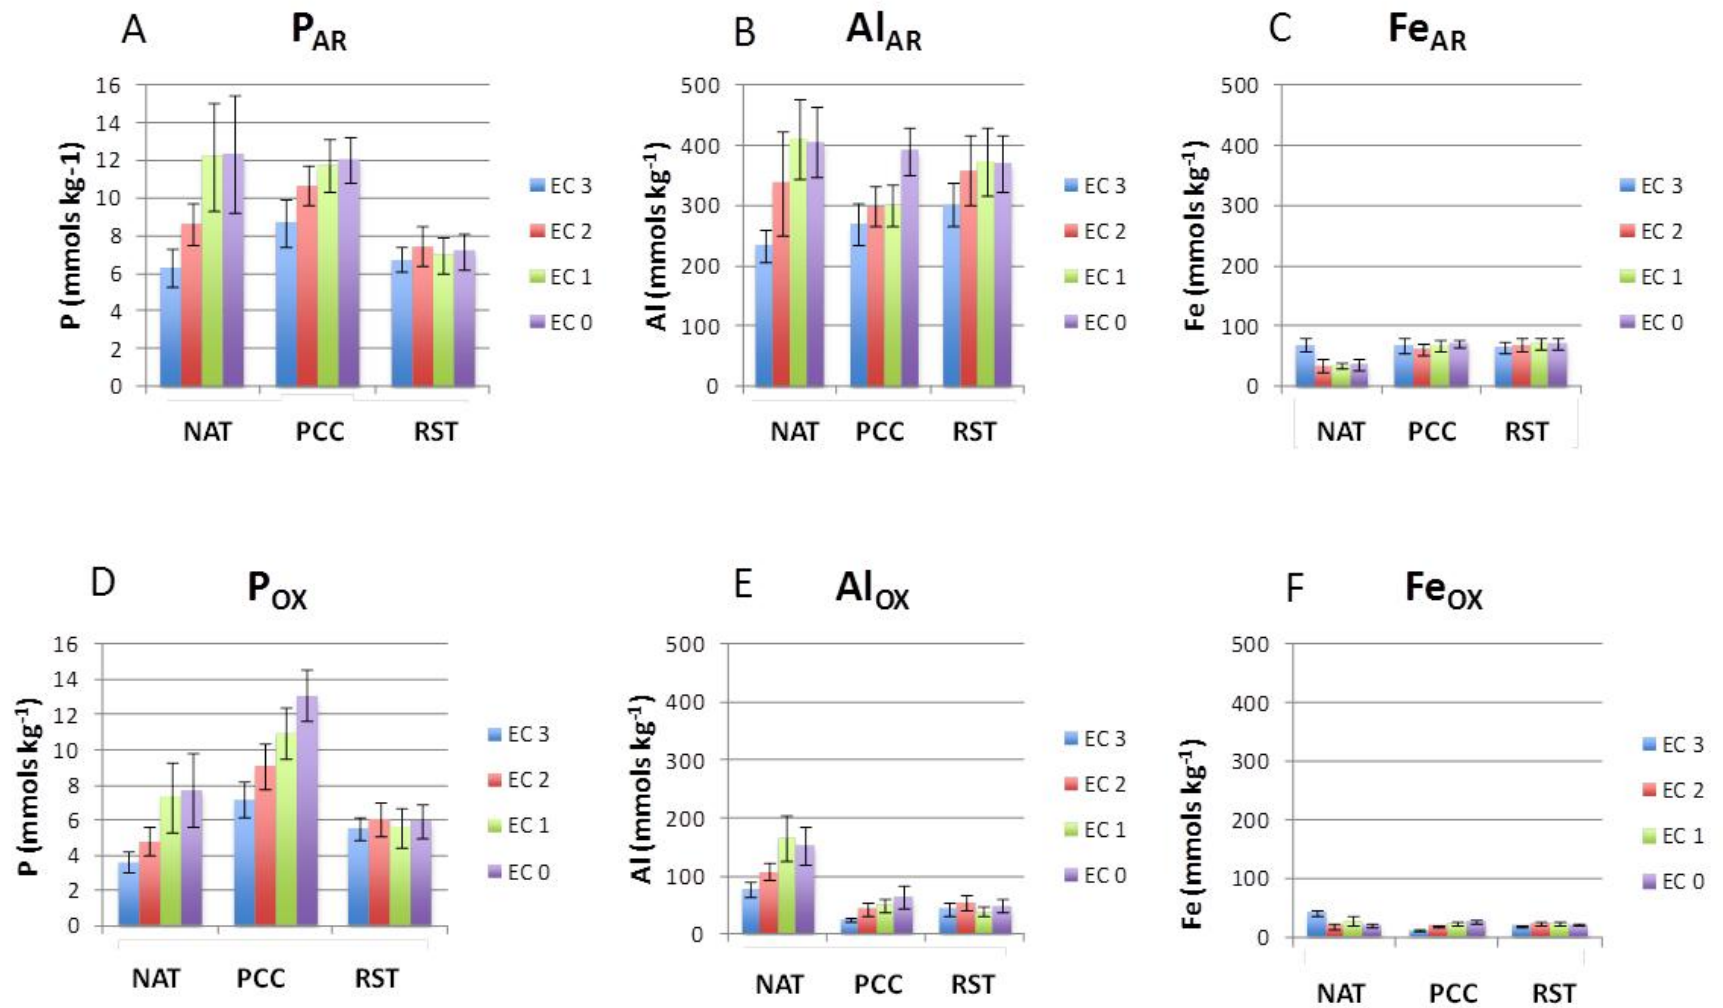 A P_AR
P (mmols kg-1)
16
14
12
10
8
6
4
2
0
NAT PCC RST
EC 3
EC 2
EC 1
EC 0
B Al_AR
Al (mmols kg⁻¹)
500
400
300
200
100
0
NAT PCC RST
EC 3
EC 2
EC 1
EC 0
C Fe_AR
Fe (mmols kg⁻¹)
500
400
300
200
100
0
NAT PCC RST
EC 3
EC 2
EC 1
EC 0
D P_OX
P (mmols kg⁻¹)
16
14
12
10
8
6
4
2
0
NAT PCC RST
EC 3
EC 2
EC 1
EC 0
E Al_OX
Al (mmols kg⁻¹)
500
400
300
200
100
0
NAT PCC RST
EC 3
EC 2
EC 1
EC 0
F Fe_OX
Fe (mmols kg⁻¹)
500
400
300
200
100
0
NAT PCC RST
EC 3
EC 2
EC 1
EC 0